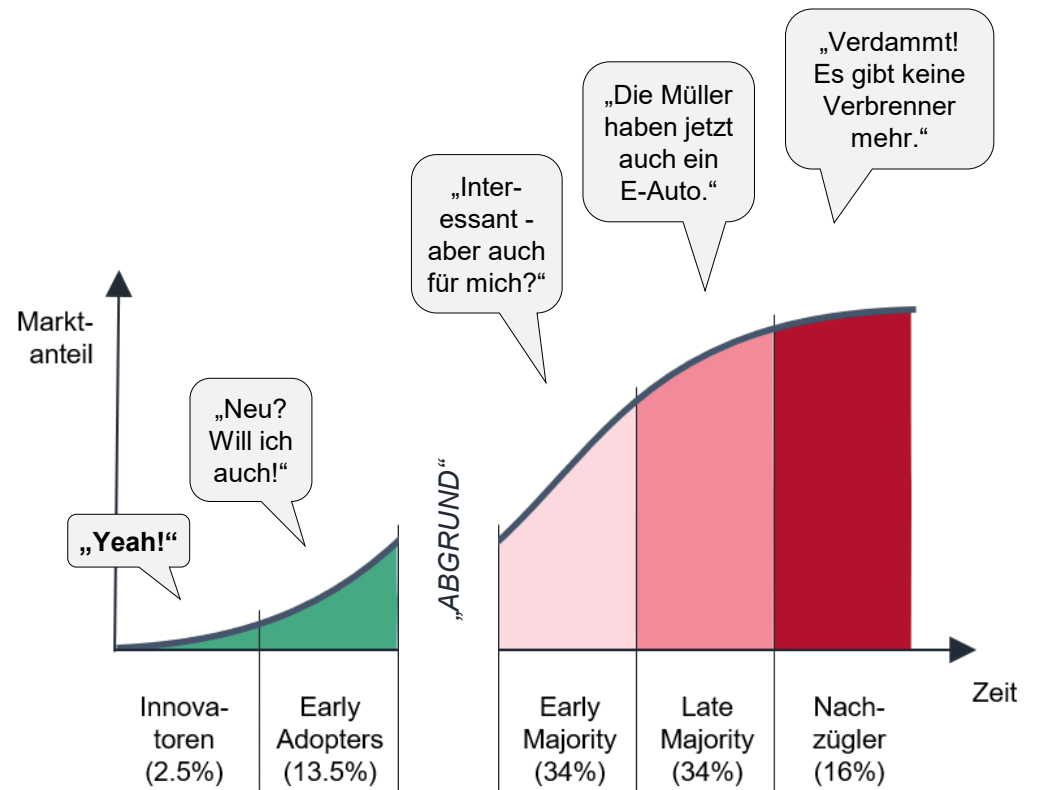 „Verdammt!
Es gibt keine
Verbrenner
mehr.“
„Die Müller
haben jetzt
auch ein
E-Auto.“
„Inter-
essant -
aber auch
für mich?“
Markt-
anteil
„Neu?
Will ich
auch!“
„Yeah!“
„ABGRUND“
Zeit
Innova-
toren
(2.5%)
Early
Adopters
(13.5%)
Early
Majority
(34%)
Late
Majority
(34%)
Nach-
zügler
(16%)